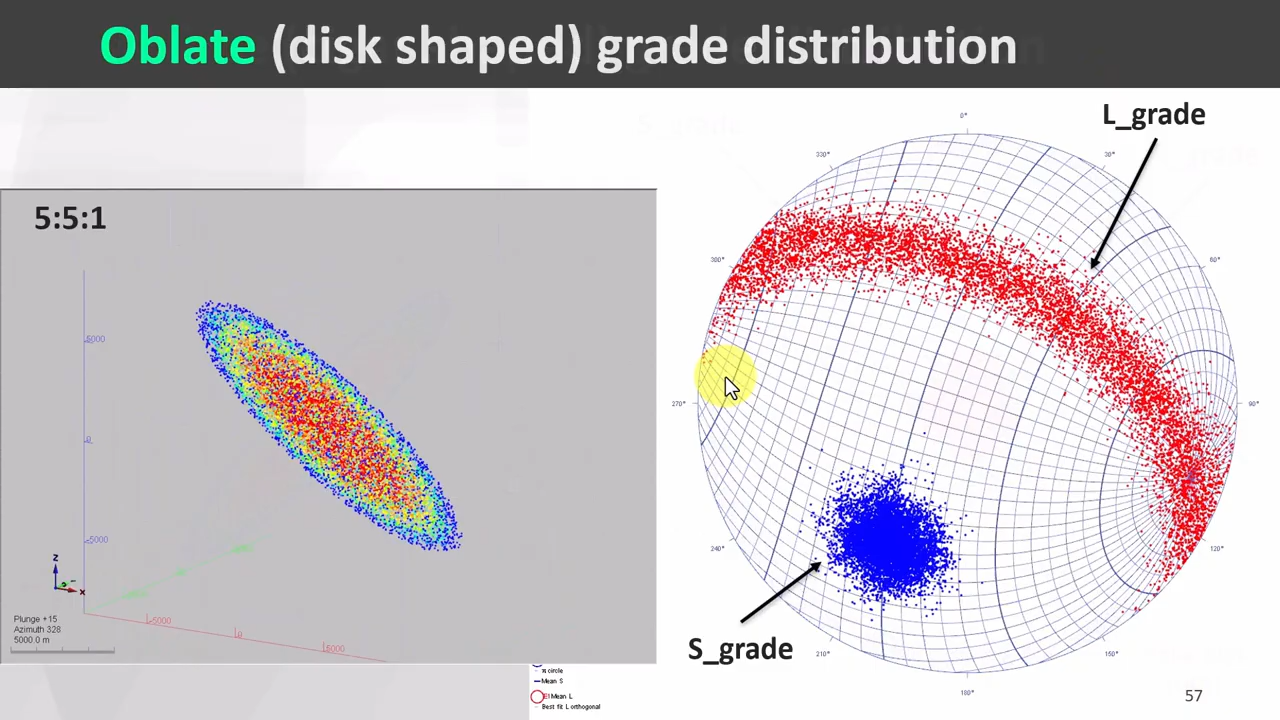 Oblate (disk shaped) grade distribution
5:5:1
5000
0
-5000
z
x
Plunge +15
Azimuth 328
5000.0 m
-5000
0
5000
L_grade
0°
30°
60°
90°
120°
150°
180°
210°
240°
270°
300°
330°
S_grade
π circle
Mean S
Mean L
Best fit L orthogonal
57